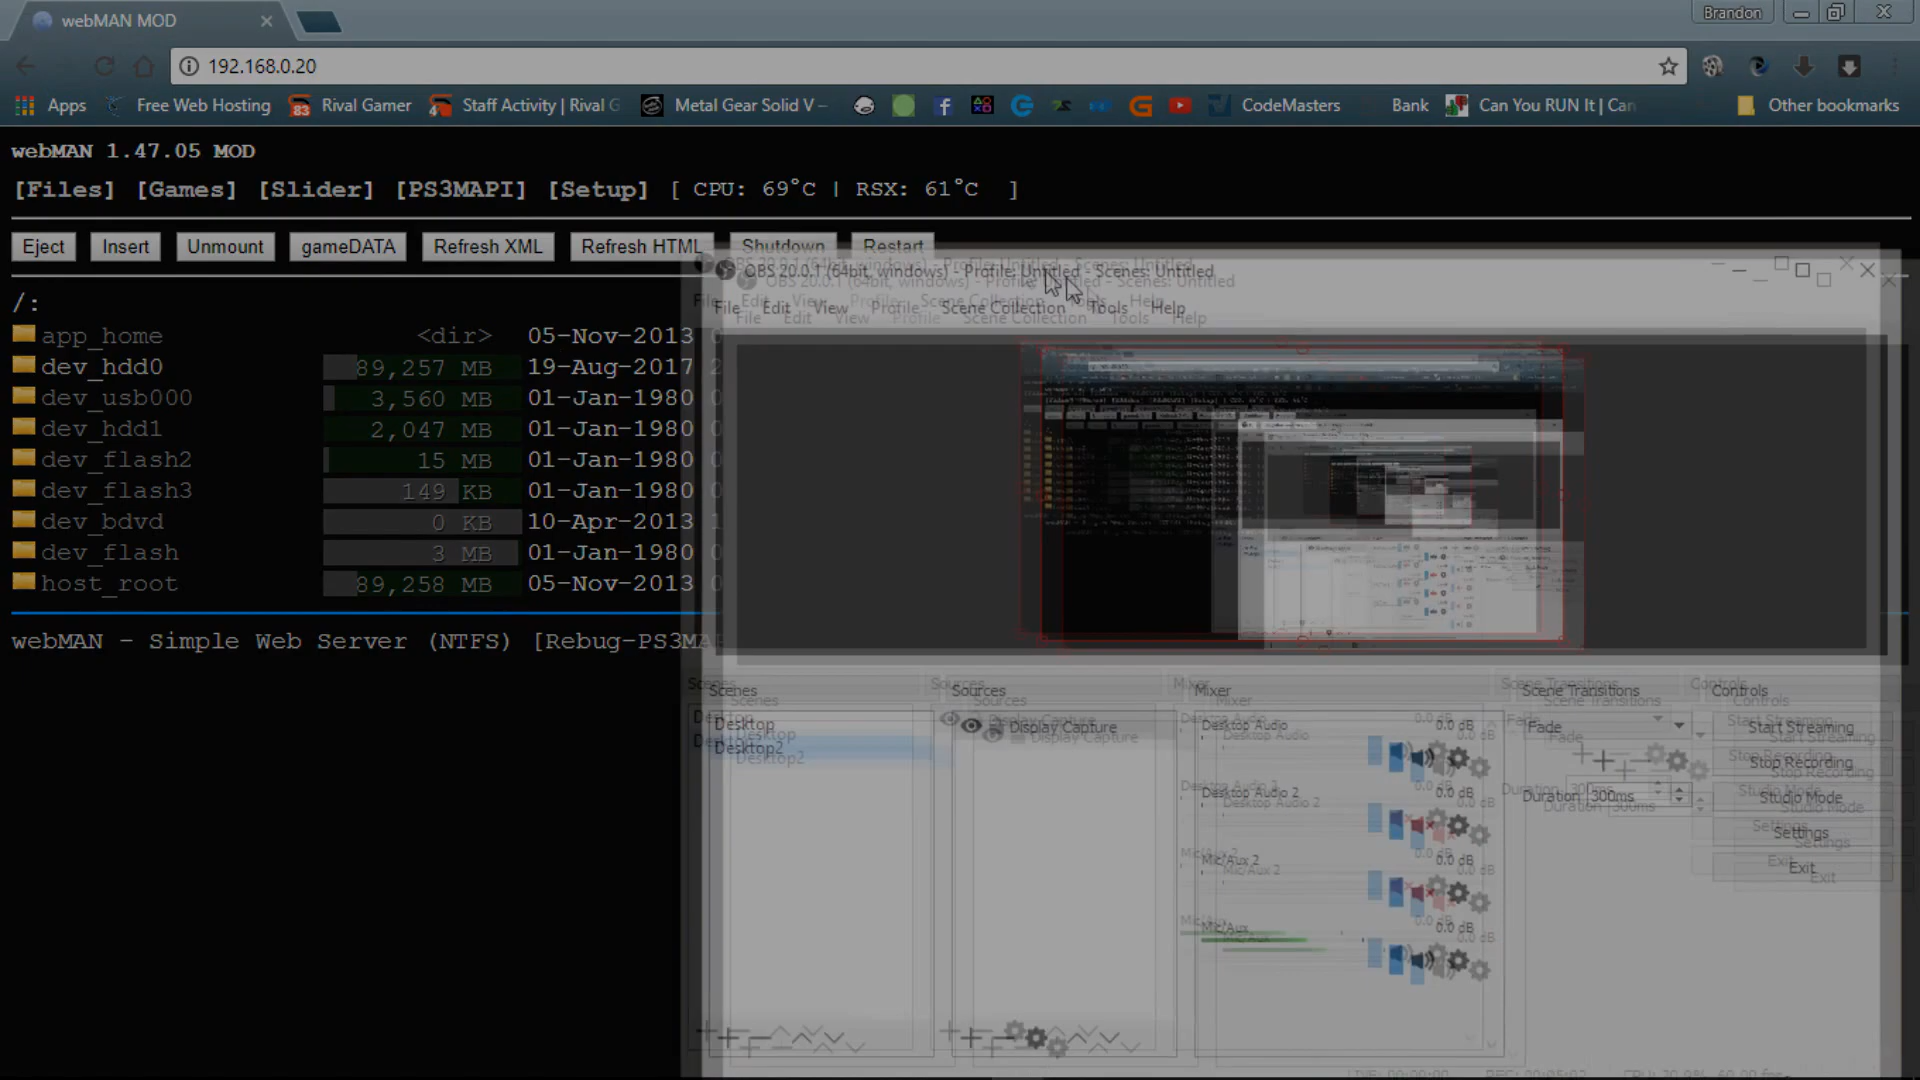 webMAN MOD
Brandon
192.168.0.20
Apps Free Web Hosting Rival Gamer Staff Activity | Rival G Metal Gear Solid V – CodeMasters Bank Can You RUN It | Can Other bookmarks
webMAN 1.47.05 MOD
[Files] [Games] [Slider] [PS3MAPI] [Setup] [ CPU: 69°C | RSX: 61°C ]
Eject Insert Unmount gameDATA Refresh XML Refresh HTML Shutdown Restart
OBS 20.0.1 (64bit, windows) - Profile: Untitled - Scenes: Untitled
File Edit View Profile Scene Collection Tools Help
/:
app_home <dir> 05-Nov-2013
dev_hdd0 89,257 MB 19-Aug-2017
dev_usb000 3,560 MB 01-Jan-1980
dev_hdd1 2,047 MB 01-Jan-1980
dev_flash2 15 MB 01-Jan-1980
dev_flash3 149 KB 01-Jan-1980
dev_bdvd 0 KB 10-Apr-2013
dev_flash 3 MB 01-Jan-1980
host_root 89,258 MB 05-Nov-2013
webMAN - Simple Web Server (NTFS) [Rebug-PS3MA
Scenes Sources Mixer Scene Transitions Controls
Desktop
Desktop2
Display Capture
Desktop Audio 0.0 dB
Desktop Audio 2 0.0 dB
Mic/Aux 2 0.0 dB
Mic/Aux 0.0 dB
Fade
Duration 300ms
Start Streaming
Stop Recording
Studio Mode
Settings
Exit